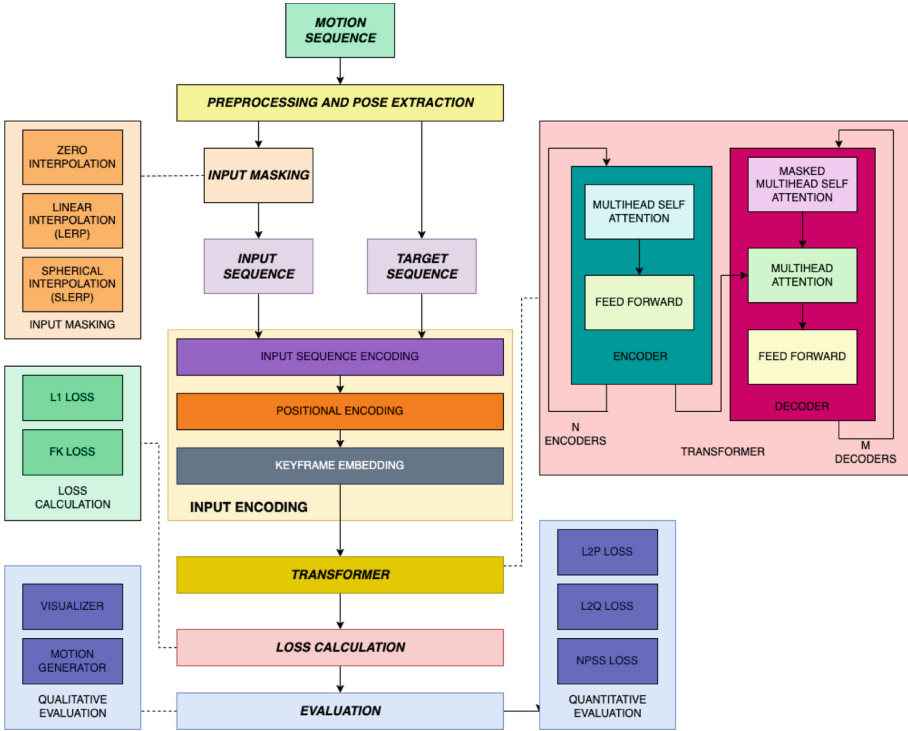 MOTION
SEQUENCE
PREPROCESSING AND POSE EXTRACTION
ZERO
INTERPOLATION
LINEAR
INTERPOLATION
(LERP)
SPHERICAL
INTERPOLATION
(SLERP)
INPUT MASKING
INPUT MASKING
INPUT
SEQUENCE
TARGET
SEQUENCE
INPUT SEQUENCE ENCODING
POSITIONAL ENCODING
KEYFRAME EMBEDDING
INPUT ENCODING
MULTIHEAD SELF
ATTENTION
FEED FORWARD
ENCODER
N
ENCODERS
MASKED
MULTIHEAD SELF
ATTENTION
MULTIHEAD
ATTENTION
FEED FORWARD
DECODER
M
DECODERS
TRANSFORMER
L1 LOSS
FK LOSS
LOSS
CALCULATION
TRANSFORMER
LOSS CALCULATION
EVALUATION
VISUALIZER
MOTION
GENERATOR
QUALITATIVE
EVALUATION
L2P LOSS
L2Q LOSS
NPSS LOSS
QUANTITATIVE
EVALUATION